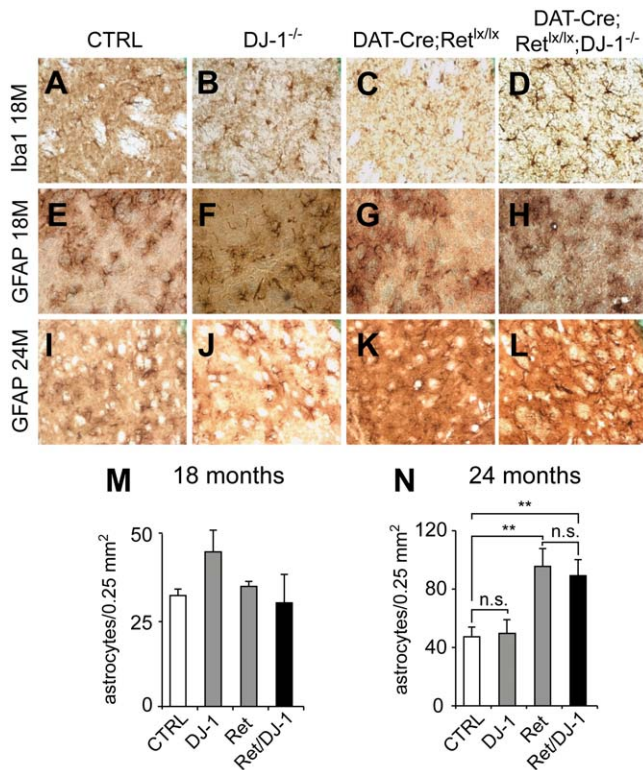 CTRL
DJ-1-/-
DAT-Cre;Retlx/lx
DAT-Cre;
Retlx/lx;DJ-1-/-
Iba1 18M
A
B
C
D
GFAP 18M
E
F
G
H
GFAP 24M
I
J
K
L
M
18 months
astrocytes/0.25 mm²
50
25
0
CTRL
DJ-1
Ret
Ret/DJ-1
N
24 months
astrocytes/0.25 mm²
120
80
40
0
**
**
n.s.
n.s.
CTRL
DJ-1
Ret
Ret/DJ-1